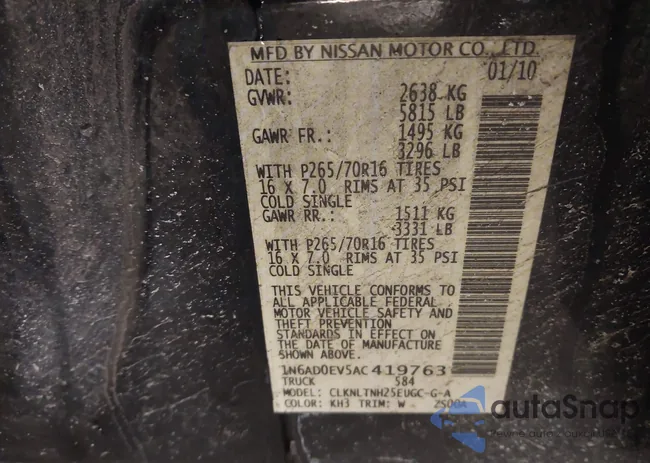 MFD BY NISSAN MOTOR CO., LTD.
DATE: 01/10
GVWR: 2638 KG
5815 LB
GAWR FR.: 1495 KG
3296 LB
WITH P265/70R16 TIRES
16 X 7.0 RIMS AT 35 PSI
COLD SINGLE
GAWR RR.: 1511 KG
3331 LB
WITH P265/70R16 TIRES
16 X 7.0 RIMS AT 35 PSI
COLD SINGLE
THIS VEHICLE CONFORMS TO
ALL APPLICABLE FEDERAL
MOTOR VEHICLE SAFETY AND
THEFT PREVENTION
STANDARDS IN EFFECT ON
THE DATE OF MANUFACTURE
SHOWN ABOVE.
1N6AD0EV5AC419763
TRUCK 584
MODEL: CLKNLTNH25EUGC-G-A
COLOR: KH3 TRIM: W 2500A
autaSnap